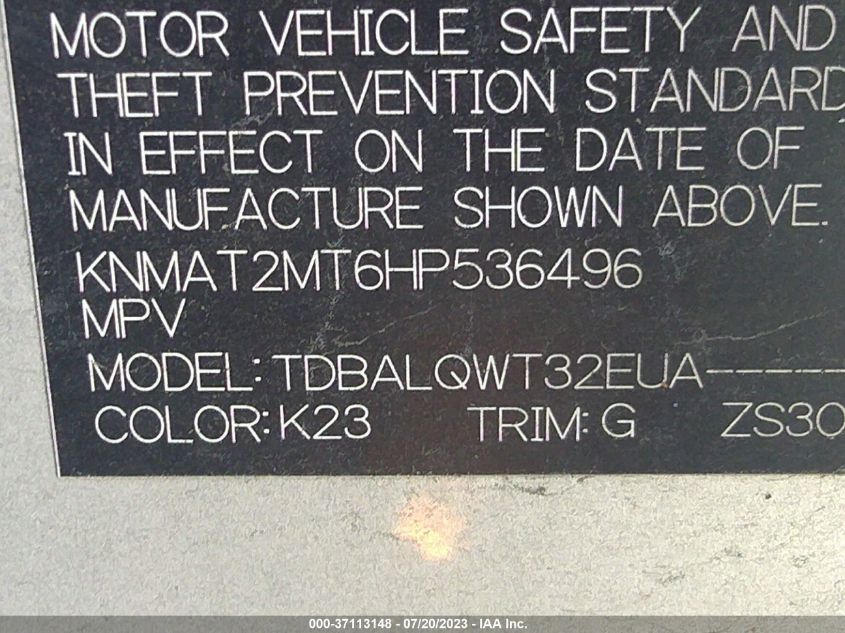 MOTOR VEHICLE SAFETY AND
THEFT PREVENTION STANDARD
IN EFFECT ON THE DATE OF
MANUFACTURE SHOWN ABOVE.
KNMAT2MT6HP536496
MPV
MODEL: TDBALQWT32EUA-----
COLOR: K23 TRIM: G ZS30
000-37113148 - 07/20/2023 - IAA Inc.